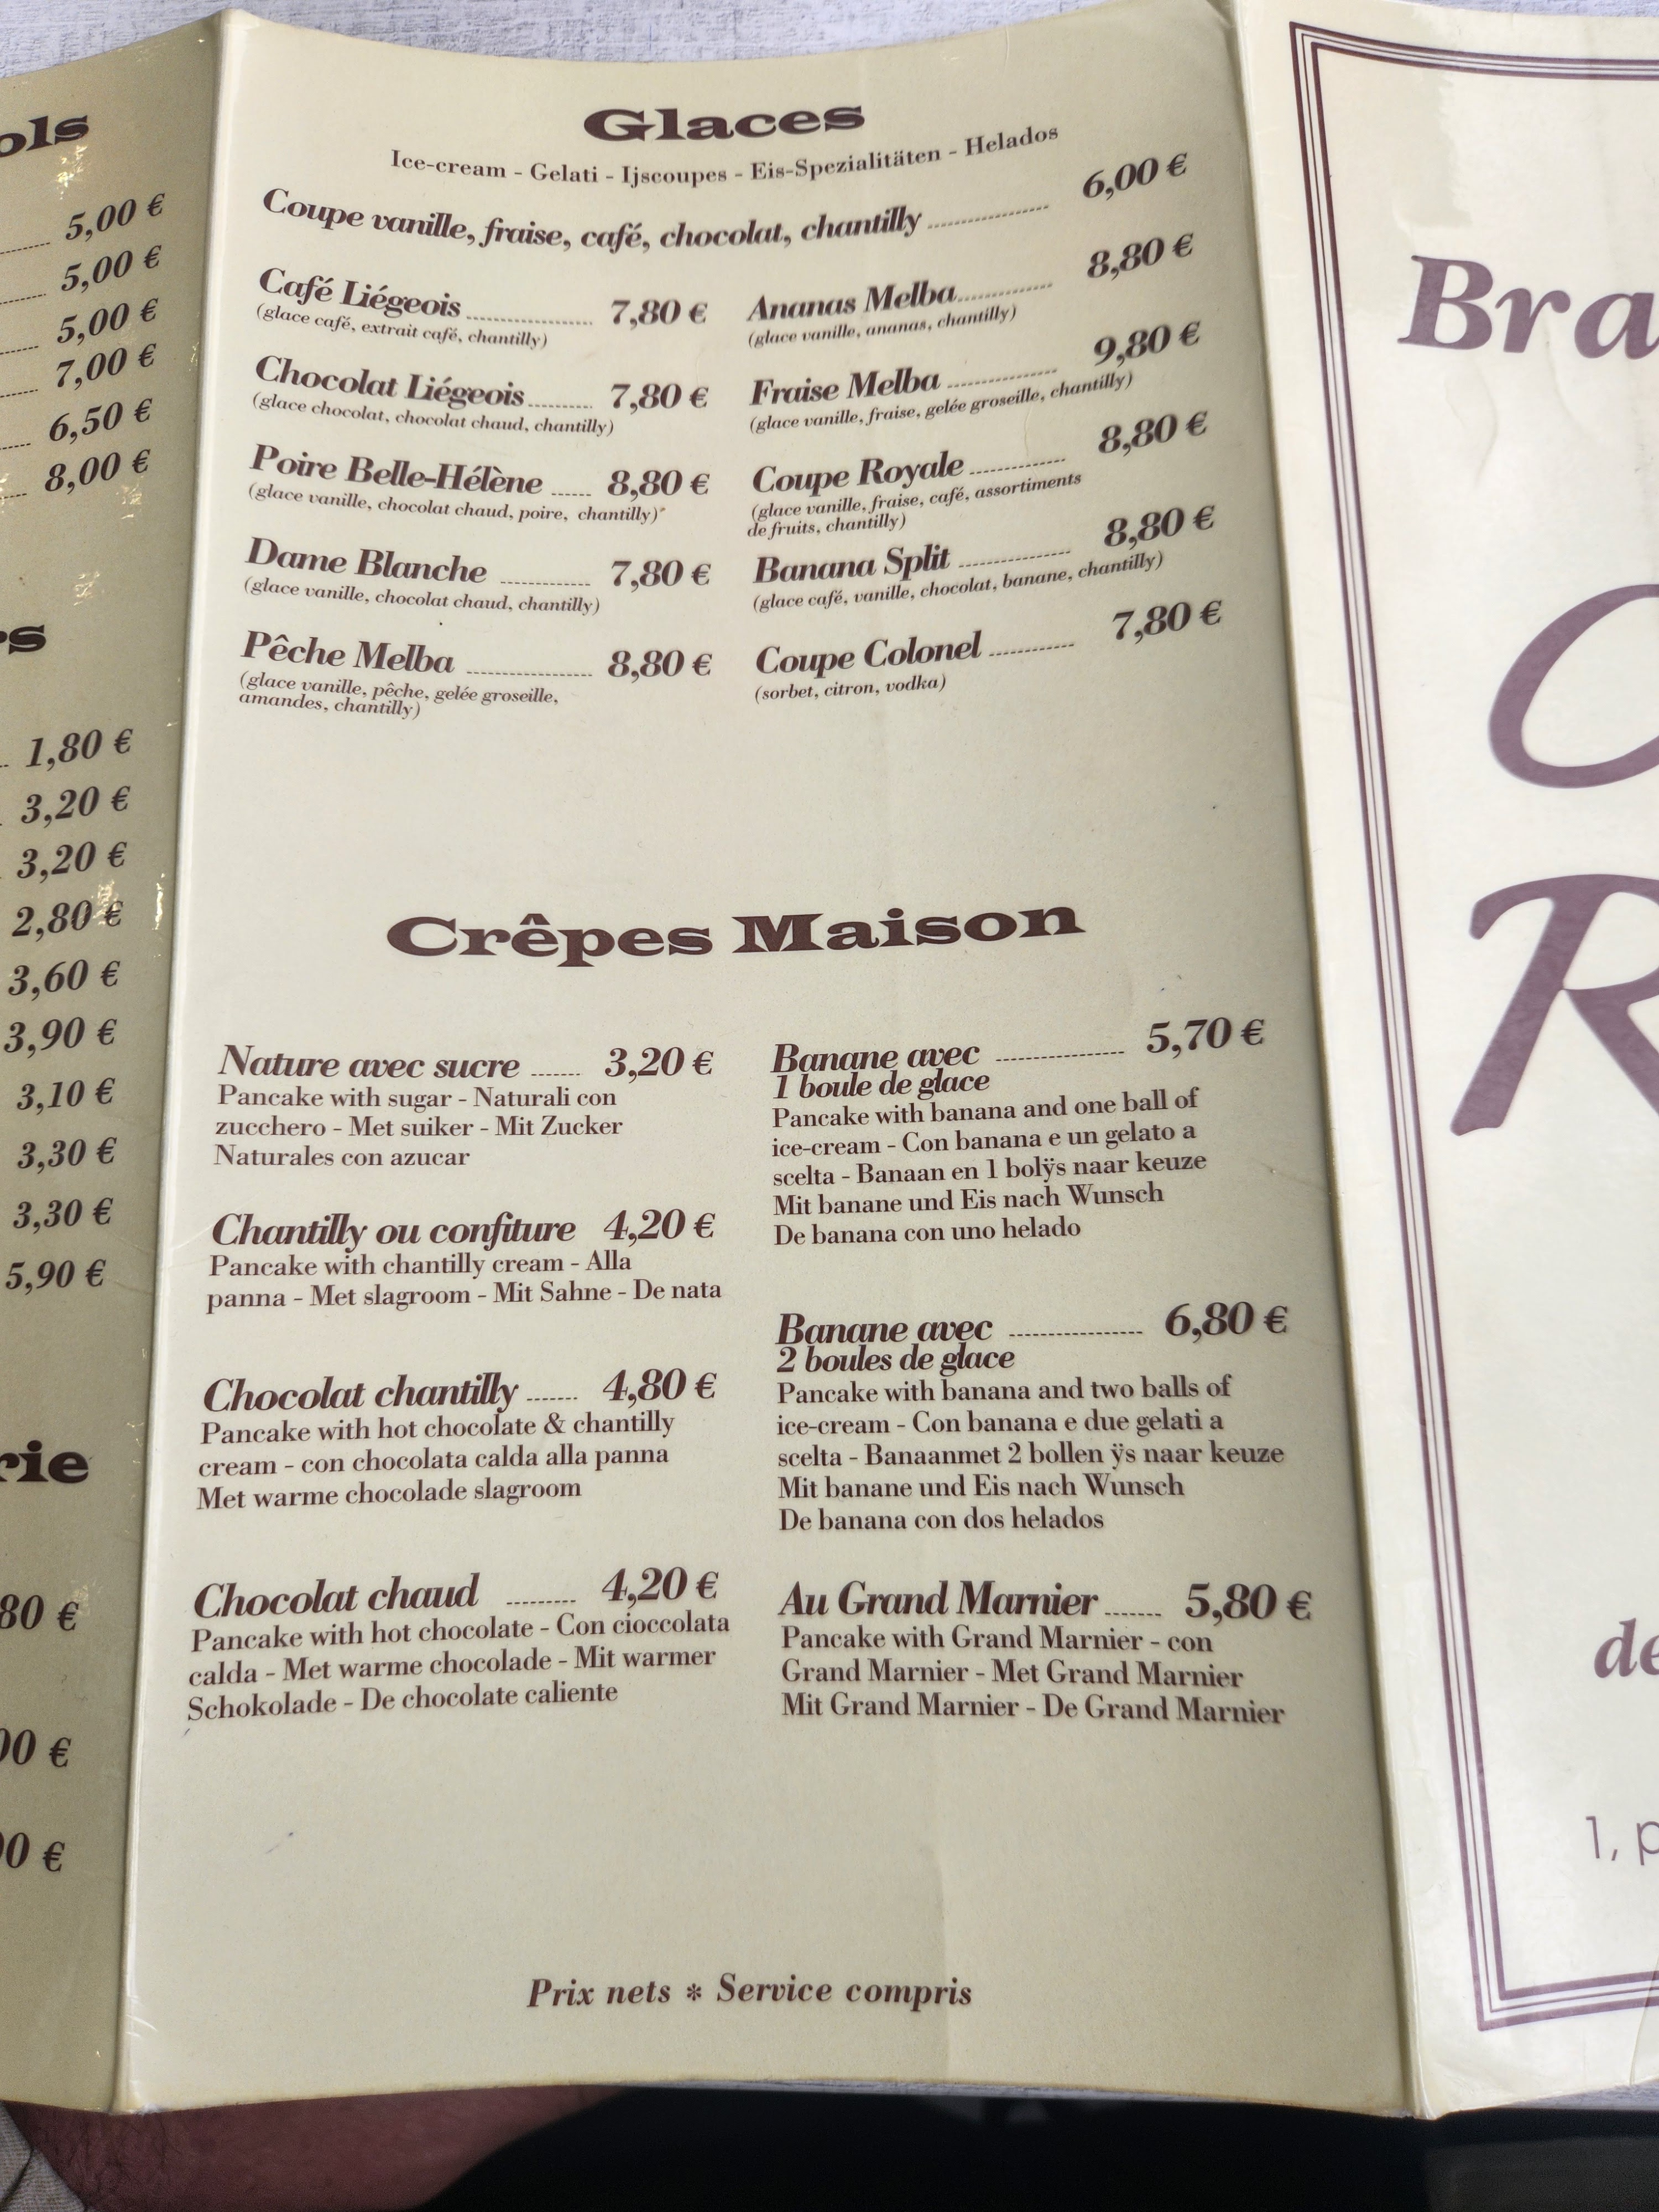 ols
5,00 €
5,00 €
5,00 €
7,00 €
6,50 €
8,00 €
rs
1,80 €
3,20 €
3,20 €
2,80 €
3,60 €
3,90 €
3,10 €
3,30 €
3,30 €
5,90 €
rie
80 €
00 €
00 €
Glaces
Ice-cream - Gelati - Ijscoupes - Eis-Spezialitäten - Helados
Coupe vanille, fraise, café, chocolat, chantilly ........ 6,00 €
Café Liégeois ........ 7,80 €
(glace café, extrait café, chantilly)
Chocolat Liégeois ........ 7,80 €
(glace chocolat, chocolat chaud, chantilly)
Poire Belle-Hélène ...... 8,80 €
(glace vanille, chocolat chaud, poire, chantilly)
Dame Blanche ........ 7,80 €
(glace vanille, chocolat chaud, chantilly)
Pêche Melba ........ 8,80 €
(glace vanille, pêche, gelée groseille,
amandes, chantilly)
Ananas Melba ........ 8,80 €
(glace vanille, ananas, chantilly)
Fraise Melba ........ 9,80 €
(glace vanille, fraise, gelée groseille, chantilly)
Coupe Royale ........ 8,80 €
(glace vanille, fraise, café, assortiments
de fruits, chantilly)
Banana Split ........ 8,80 €
(glace café, vanille, chocolat, banane, chantilly)
Coupe Colonel ........ 7,80 €
(sorbet, citron, vodka)
Crêpes Maison
Nature avec sucre ....... 3,20 €
Pancake with sugar - Naturali con
zucchero - Met suiker - Mit Zucker
Naturales con azucar
Chantilly ou confiture 4,20 €
Pancake with chantilly cream - Alla
panna - Met slagroom - Mit Sahne - De nata
Chocolat chantilly ....... 4,80 €
Pancake with hot chocolate & chantilly
cream - con chocolata calda alla panna
Met warme chocolade slagroom
Chocolat chaud ......... 4,20 €
Pancake with hot chocolate - Con cioccolata
calda - Met warme chocolade - Mit warmer
Schokolade - De chocolate caliente
Banane avec ........ 5,70 €
1 boule de glace
Pancake with banana and one ball of
ice-cream - Con banana e un gelato a
scelta - Banaan en 1 bolÿs naar keuze
Mit banane und Eis nach Wunsch
De banana con uno helado
Banane avec ........ 6,80 €
2 boules de glace
Pancake with banana and two balls of
ice-cream - Con banana e due gelati a
scelta - Banaanmet 2 bollen ÿs naar keuze
Mit banane und Eis nach Wunsch
De banana con dos helados
Au Grand Marnier ....... 5,80 €
Pancake with Grand Marnier - con
Grand Marnier - Met Grand Marnier
Mit Grand Marnier - De Grand Marnier
Prix nets * Service compris
Bra
R
de
1, p